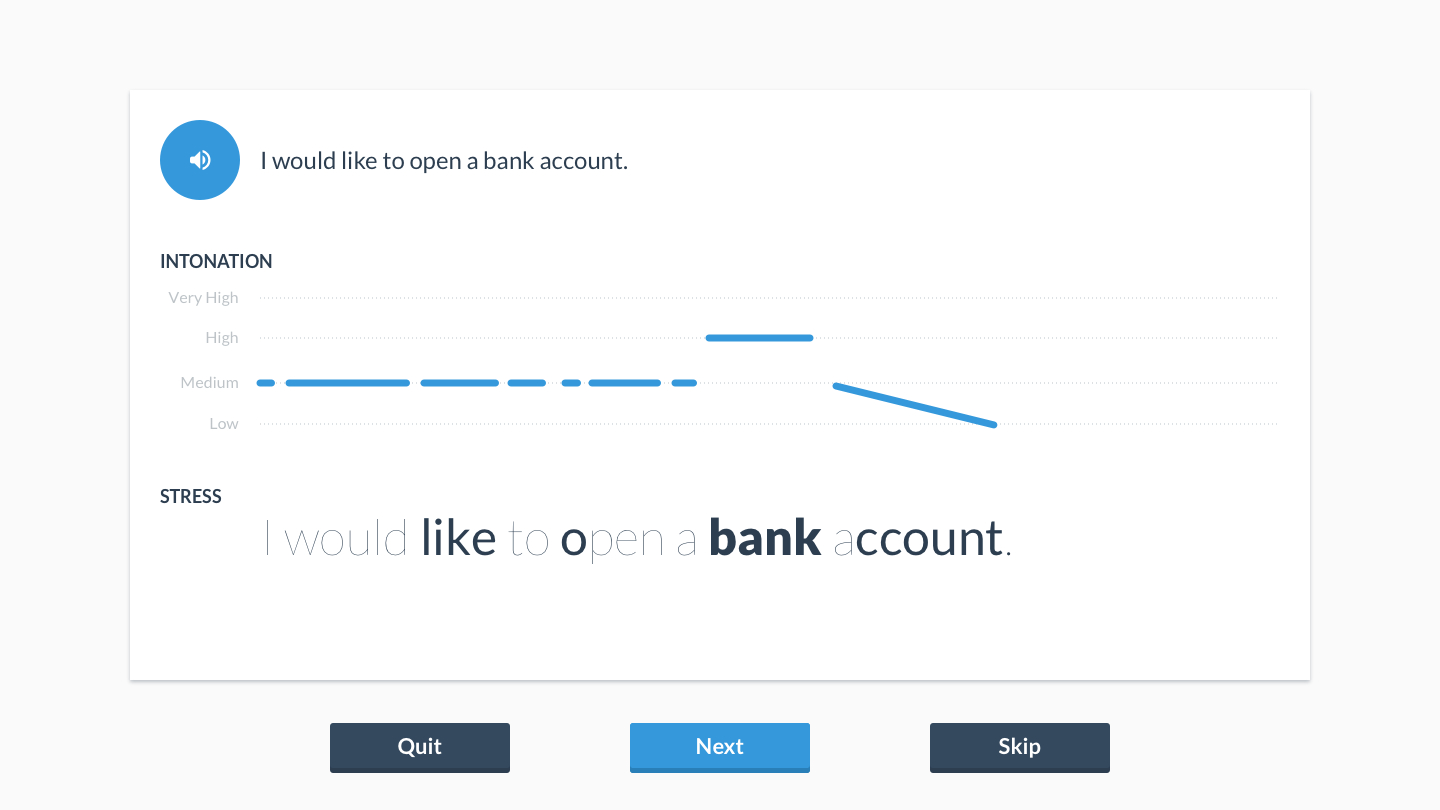 I would like to open a bank account.
INTONATION
Very High
High
Medium
Low
STRESS
I would like to open a bank account.
Quit Next Skip